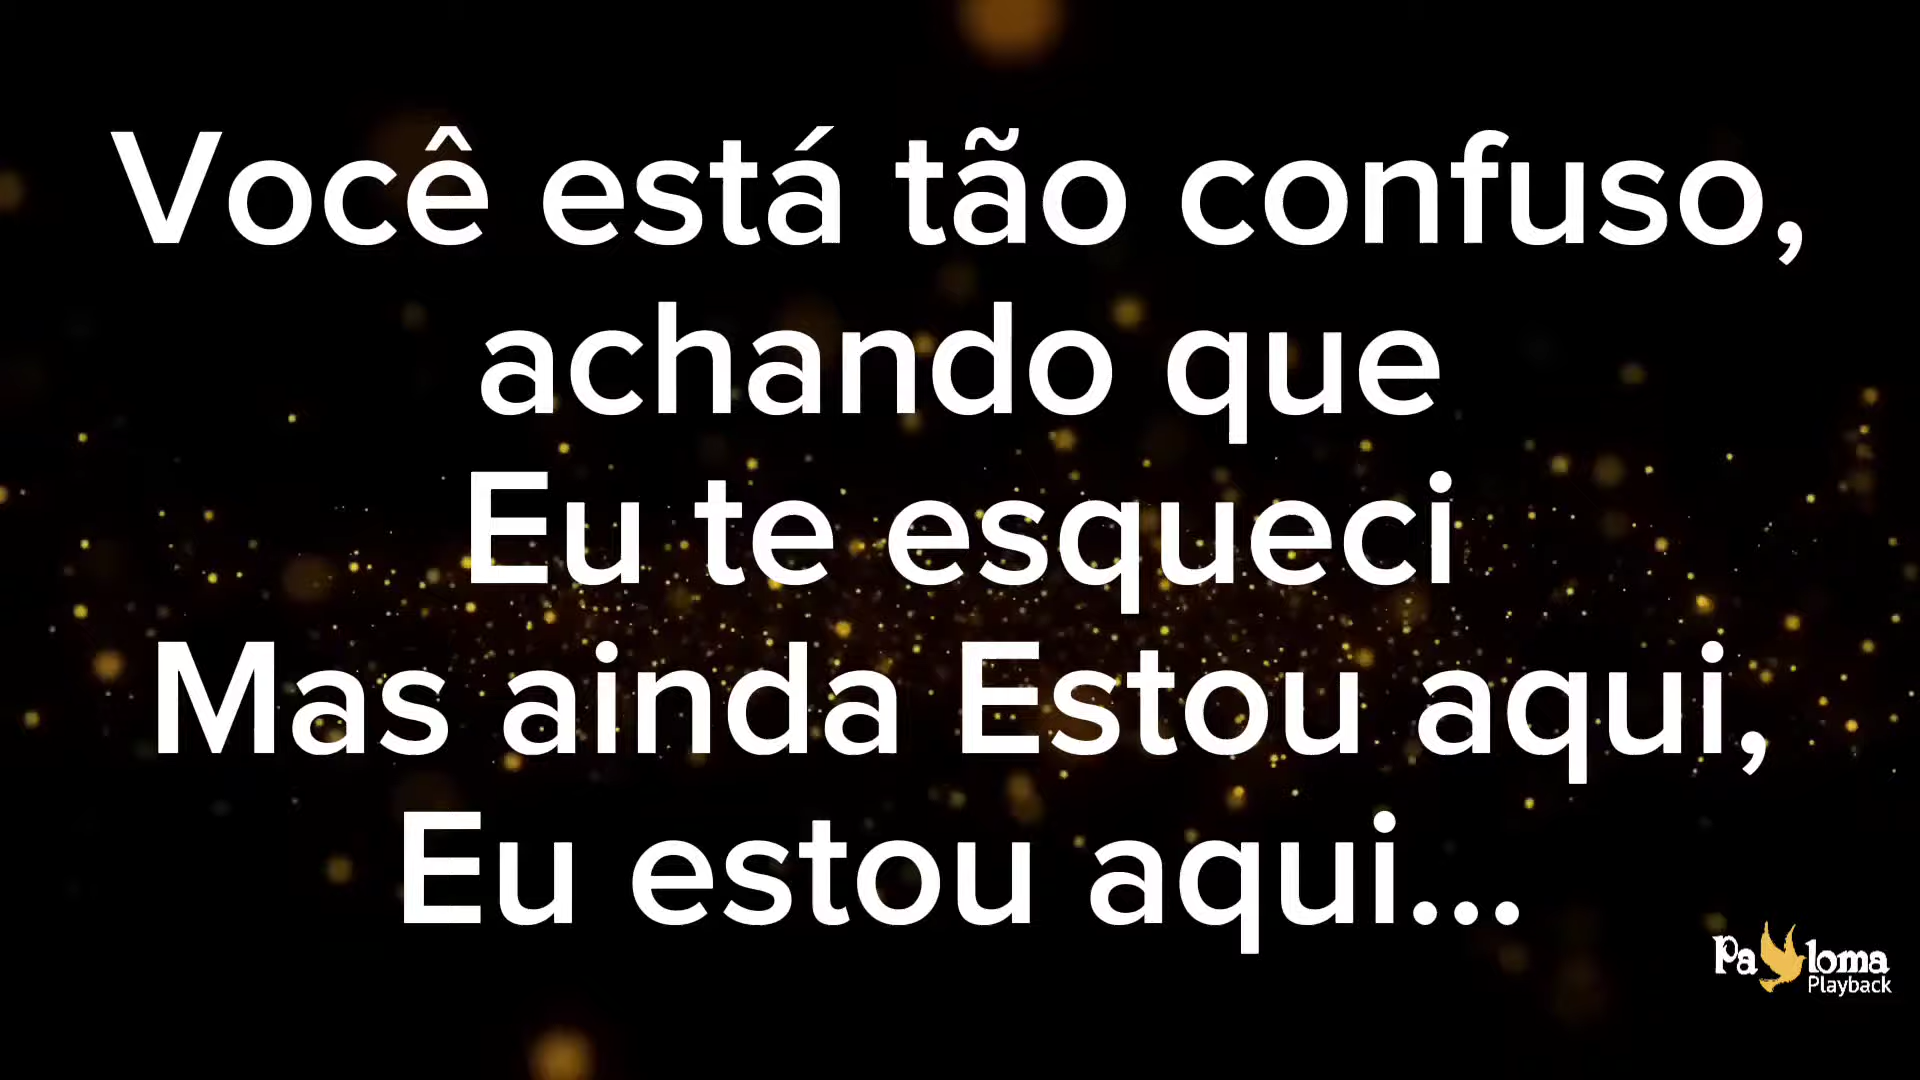 Você está tão confuso,
achando que
Eu te esqueci
Mas ainda Estou aqui,
Eu estou aqui...
Paloma
Playback